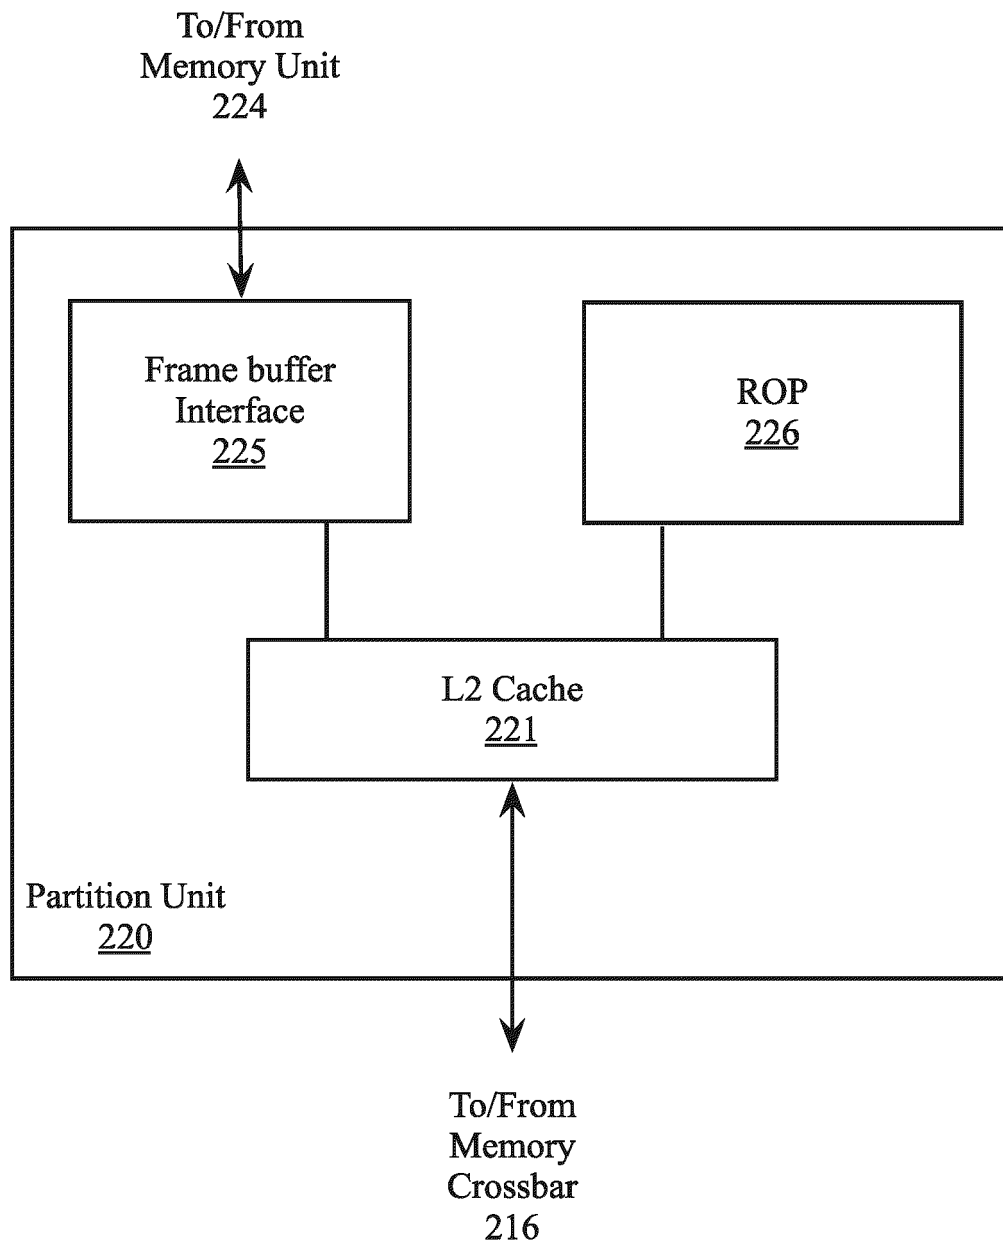 To/From
Memory Unit
224
Frame buffer
Interface
225
ROP
226
L2 Cache
221
Partition Unit
220
To/From
Memory
Crossbar
216